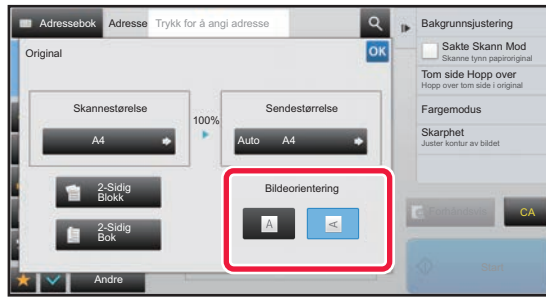 Adressebok Adresse Trykk for å angi adresse
Original OK
Skannestørelse
A4
100%
Sendestørrelse
Auto A4
2-Sidig
Blokk
2-Sidig
Bok
Bildeorientering
A A
Andre
Bakgrunnsjustering
Sakte Skann Mod
Skanne tynn papiroriginal
Tom side Hopp over
Hopp over tom side i original
Fargemodus
Skarphet
Juster kontur av bildet
CA
Start